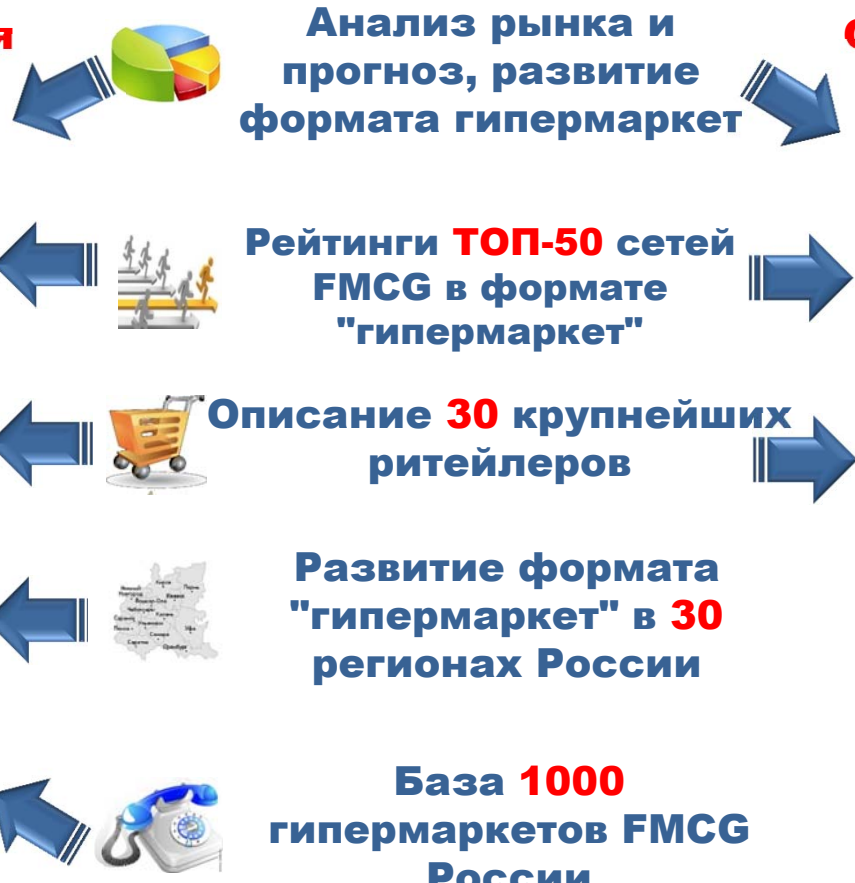 Анализ рынка и
прогноз, развитие
формата гипермаркет
Рейтинги ТОП-50 сетей
FMCG в формате
"гипермаркет"
Описание 30 крупнейших
ритейлеров
Развитие формата
"гипермаркет" в 30
регионах России
База 1000
гипермаркетов FMCG
России